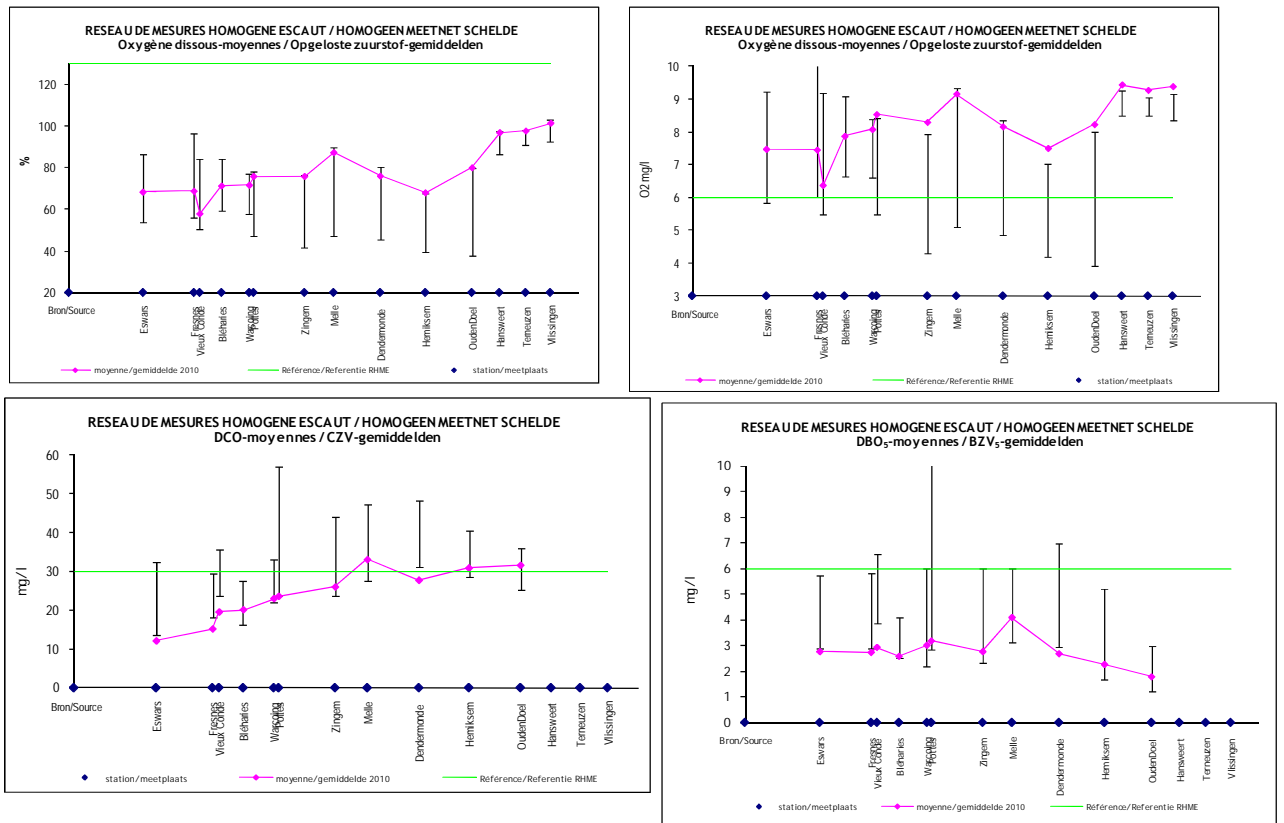 RESEAU DE MESURES HOMOGENE ESCAUT / HOMOGEEN MEETNET SCHELDE
Oxygène dissous-moyennes / Opgeloste zuurstof-gemiddelden
%
120
100
80
60
40
20
Bron/Source
Eswars
Fresnes
Vieux Condé
Bléharies
Warcoing
Pottes
Zingem
Melle
Dendermonde
Hemiksem
OudenDoel
Hansweert
Terneuzen
Vlissingen
moyenne/gemiddelde 2010
Référence/Referentie RHME
station/meetplaats
RESEAU DE MESURES HOMOGENE ESCAUT / HOMOGEEN MEETNET SCHELDE
Oxygène dissous-moyennes / Opgeloste zuurstof-gemiddelden
O2 mg/l
10
9
8
7
6
5
4
3
Bron/Source
Eswars
Fresnes
Vieux Condé
Bléharies
Warcoing
Pottes
Zingem
Melle
Dendermonde
Hemiksem
OudenDoel
Hansweert
Terneuzen
Vlissingen
moyenne/gemiddelde 2010
Référence/Referentie RHME
station/meetplaats
RESEAU DE MESURES HOMOGENE ESCAUT / HOMOGEEN MEETNET SCHELDE
DCO-moyennes / CZV-gemiddelden
mg/l
60
50
40
30
20
10
0
Bron/Source
Eswars
Fresnes
Vieux Condé
Bléharies
Warcoing
Pottes
Zingem
Melle
Dendermonde
Hemiksem
OudenDoel
Hansweert
Terneuzen
Vlissingen
station/meetplaats
moyenne/gemiddelde 2010
Référence/Referentie RHME
RESEAU DE MESURES HOMOGENE ESCAUT / HOMOGEEN MEETNET SCHELDE
DBO₅-moyennes / BZV₅-gemiddelden
mg/l
10
9
8
7
6
5
4
3
2
1
0
Bron/Source
Eswars
Fresnes
Vieux Condé
Bléharies
Warcoing
Pottes
Zingem
Melle
Dendermonde
Hemiksem
OudenDoel
Hansweert
Terneuzen
Vlissingen
station/meetplaats
moyenne/gemiddelde 2010
Référence/Referentie RHME